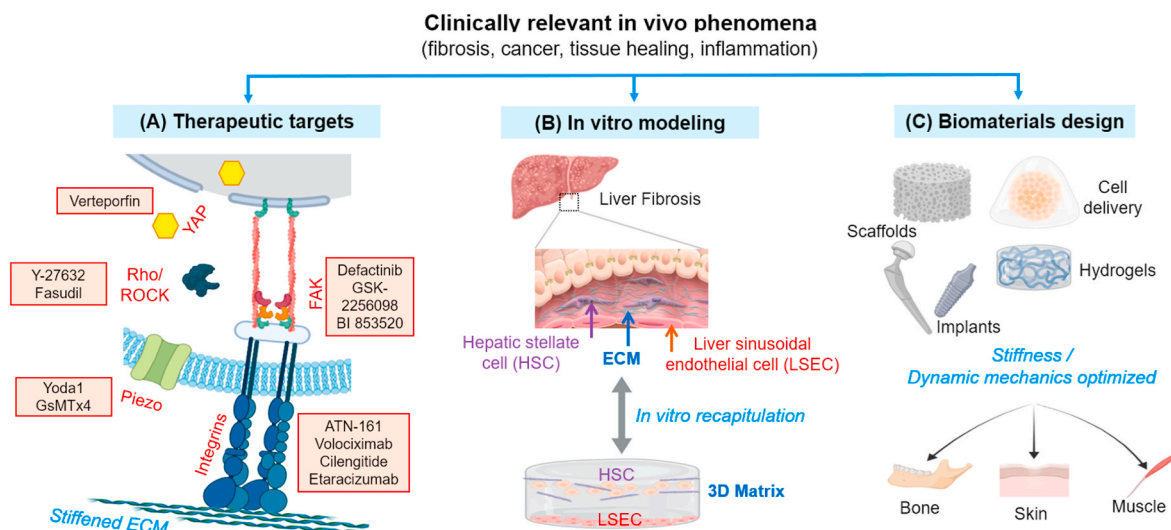 Clinically relevant in vivo phenomena
(fibrosis, cancer, tissue healing, inflammation)
(A) Therapeutic targets
Verteporfin
YAP
Y-27632
Fasudil
Rho/
ROCK
FAK
Defactinib
GSK-
2256098
BI 853520
Yoda1
GsMTx4
Piezo
Integrins
ATN-161
Volociximab
Cilengitide
Etaracizumab
Stiffened ECM
(B) In vitro modeling
Liver Fibrosis
Hepatic stellate
cell (HSC)
ECM
Liver sinusoidal
endothelial cell (LSEC)
In vitro recapitulation
HSC
3D Matrix
LSEC
(C) Biomaterials design
Scaffolds
Cell
delivery
Hydrogels
Implants
Stiffness /
Dynamic mechanics optimized
Bone
Skin
Muscle